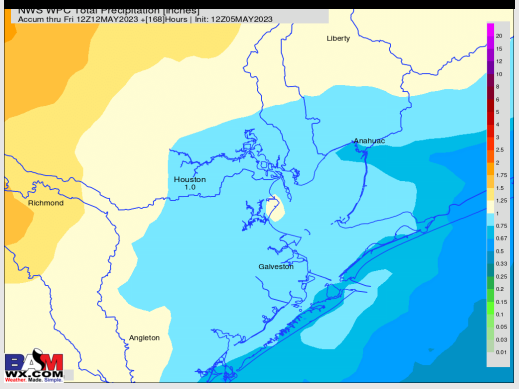 NWS WPC Total Precipitation [inches]
Accum thru Fri 12Z12MAY2023 +[168]Hours | Init: 12Z05MAY2023
Liberty
Anahuac
Houston
1.0
Richmond
Galveston
Angleton
20
15
12
10
8
6
5
4
3
2.5
2
1.75
1.5
1.25
1
0.75
0.67
0.5
0.33
0.25
0.2
0.15
0.1
0.05
0.03
0.01
BAM
WX.COM
Weather. Made. Simple.